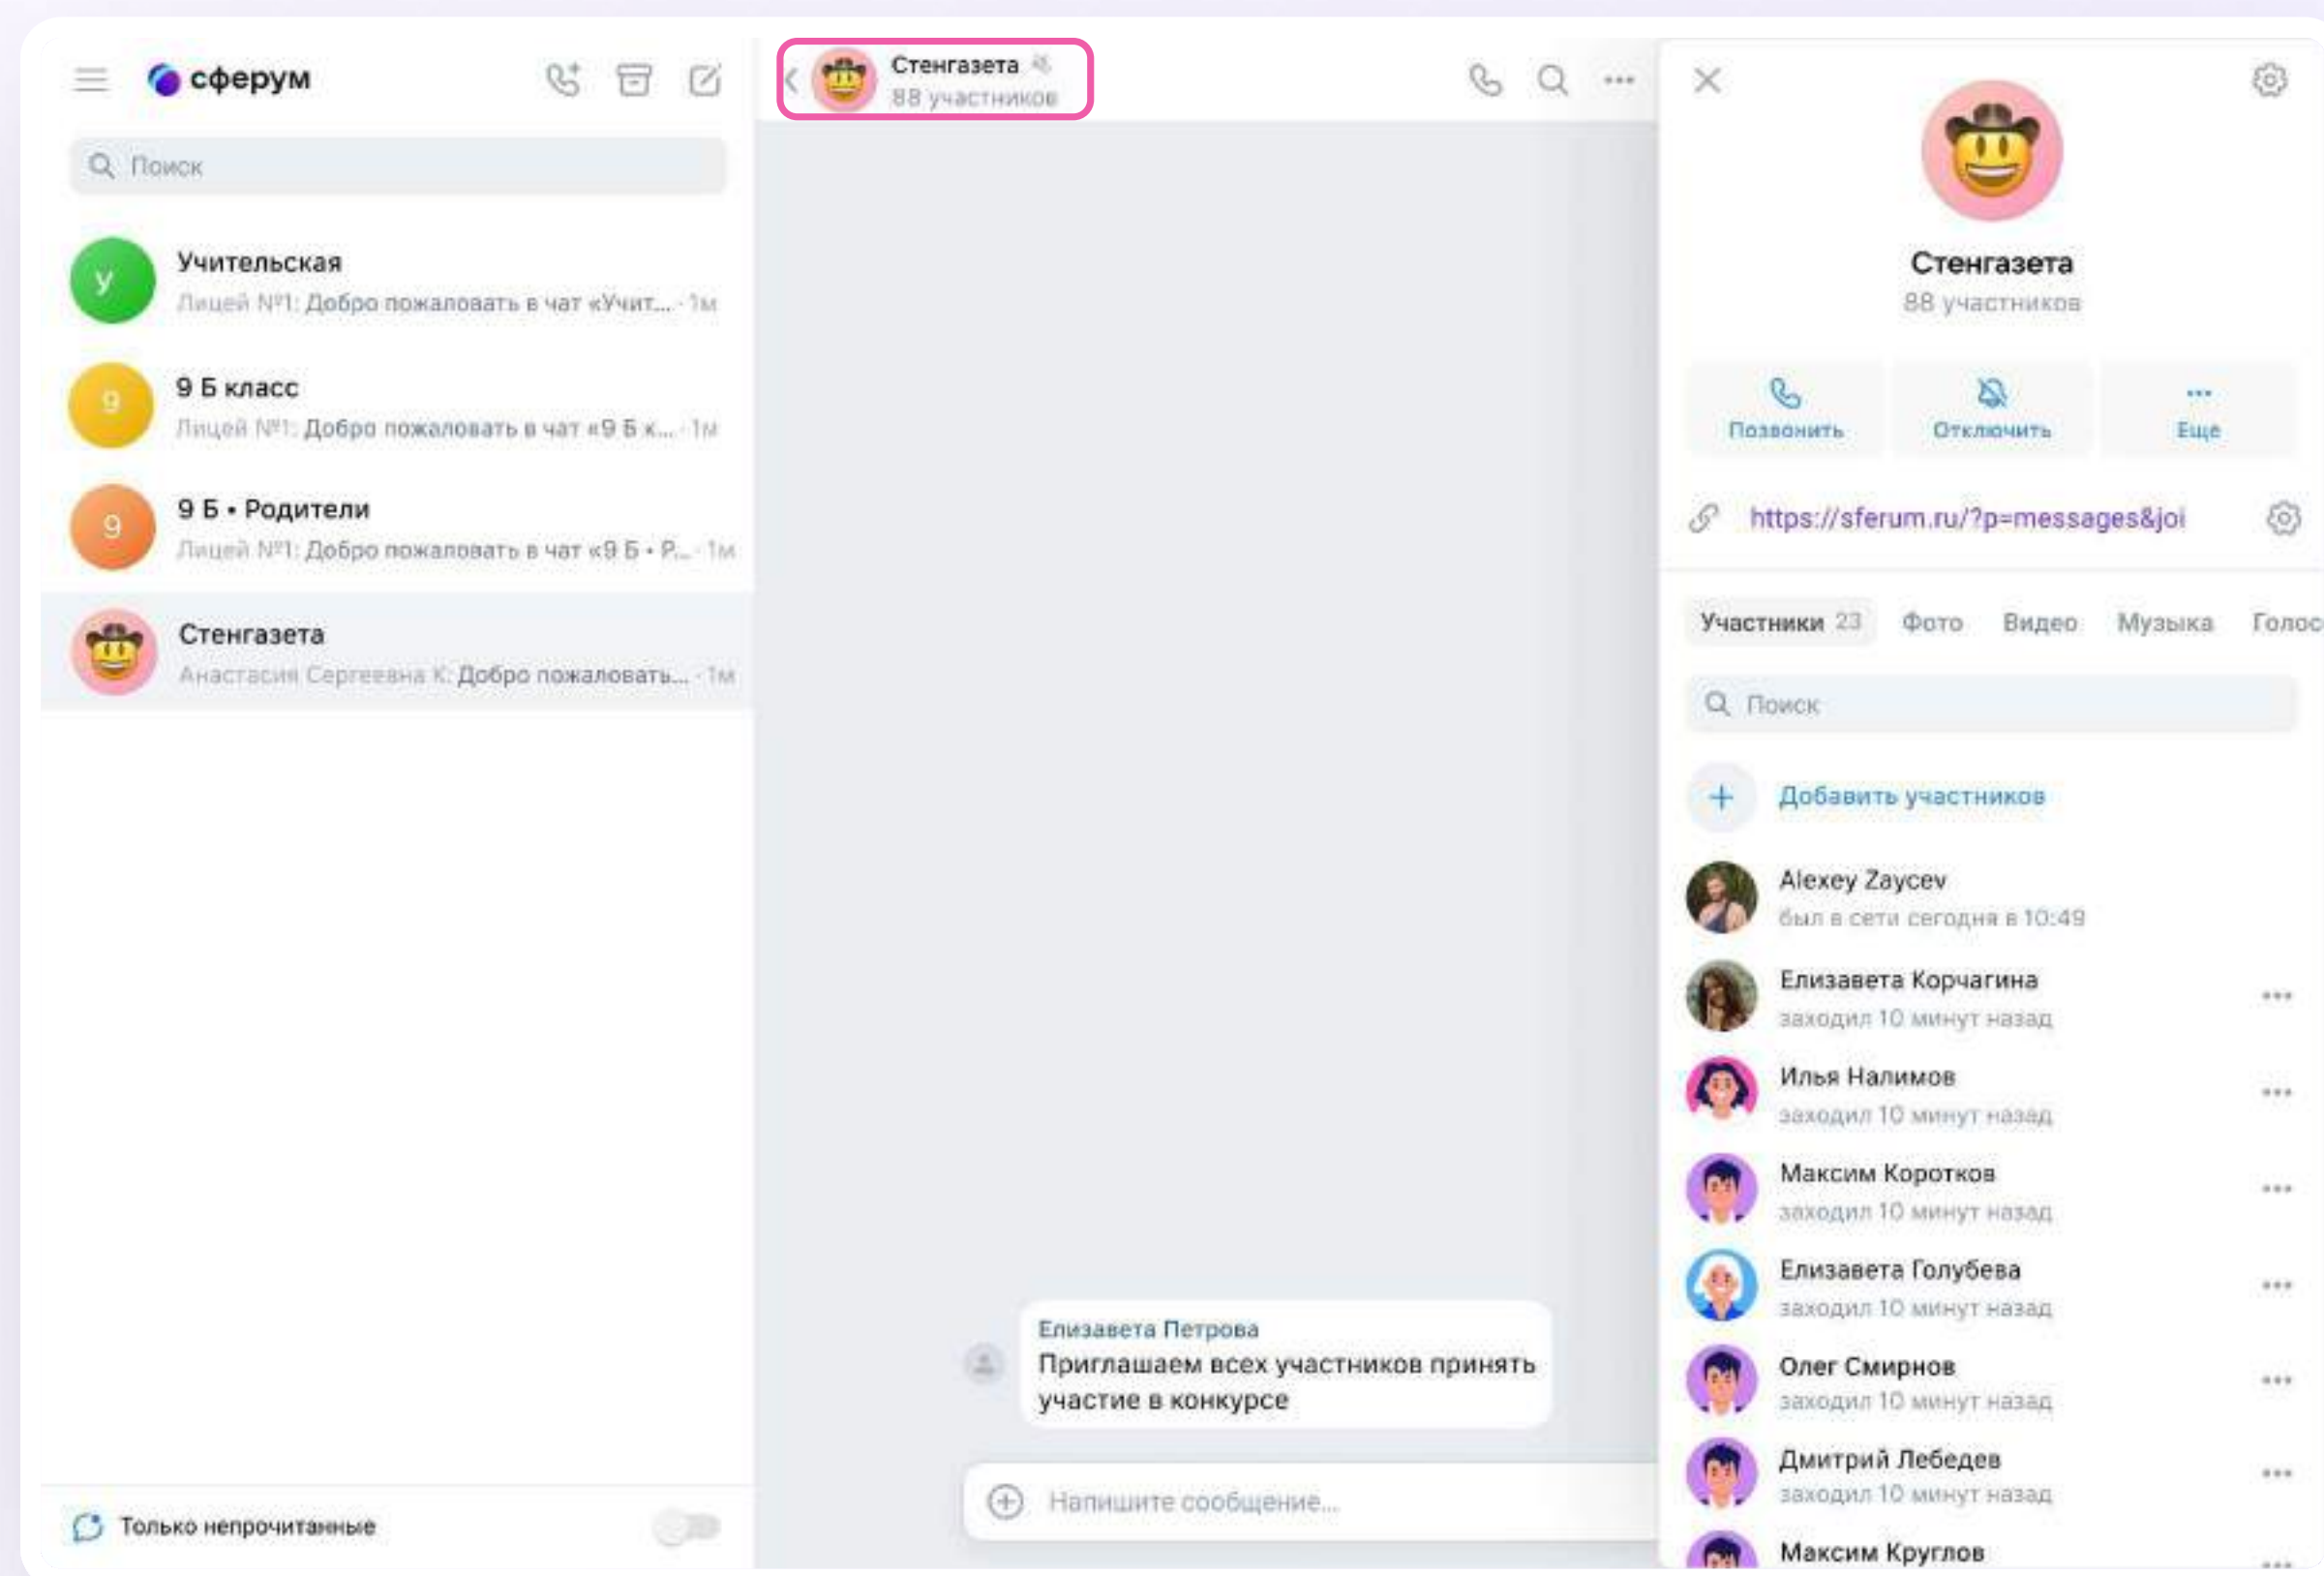 сферум
Поиск
У
Учительская
Лицей №1: Добро пожаловать в чат «Учит... · 1м
9
9 Б класс
Лицей №1: Добро пожаловать в чат «9 Б к... · 1м
9
9 Б • Родители
Лицей №1: Добро пожаловать в чат «9 Б • Р... · 1м
Стенгазета
Анастасия Сергеевна К: Добро пожаловать... · 1м
Только непрочитанные
Стенгазета
88 участников
Елизавета Петрова
Приглашаем всех участников принять
участие в конкурсе
Напишите сообщение...
Стенгазета
88 участников
Позвонить Отключить Еще
https://sferum.ru/?p=messages&joi
Участники 23 Фото Видео Музыка Голос
Поиск
Добавить участников
Alexey Zaycev
был в сети сегодня в 10:49
Елизавета Корчагина
заходил 10 минут назад
Илья Налимов
заходил 10 минут назад
Максим Коротков
заходил 10 минут назад
Елизавета Голубева
заходил 10 минут назад
Олег Смирнов
заходил 10 минут назад
Дмитрий Лебедев
заходил 10 минут назад
Максим Круглов